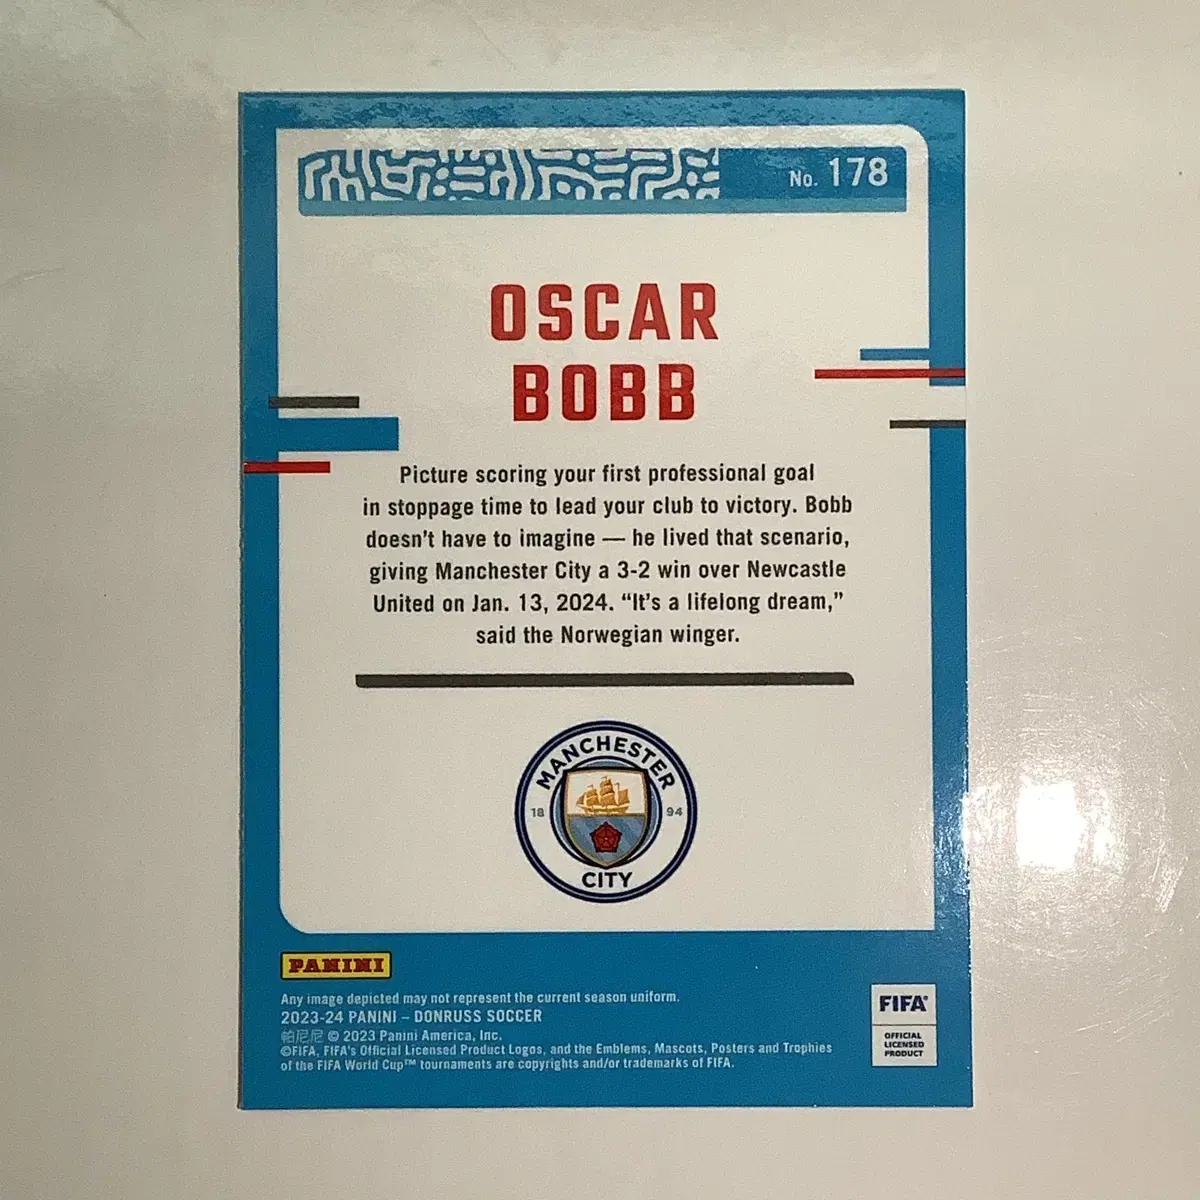 No. 178
OSCAR
BOBB
Picture scoring your first professional goal
in stoppage time to lead your club to victory. Bobb
doesn't have to imagine — he lived that scenario,
giving Manchester City a 3-2 win over Newcastle
United on Jan. 13, 2024. “It's a lifelong dream,”
said the Norwegian winger.
MANCHESTER
18 94
CITY
PANINI
Any image depicted may not represent the current season uniform.
2023-24 PANINI – DONRUSS SOCCER
帕尼尼 © 2023 Panini America, Inc.
©FIFA, FIFA's Official Licensed Product Logos, and the Emblems, Mascots, Posters and Trophies
of the FIFA World Cup™ tournaments are copyrights and/or trademarks of FIFA.
FIFA®
OFFICIAL
LICENSED
PRODUCT